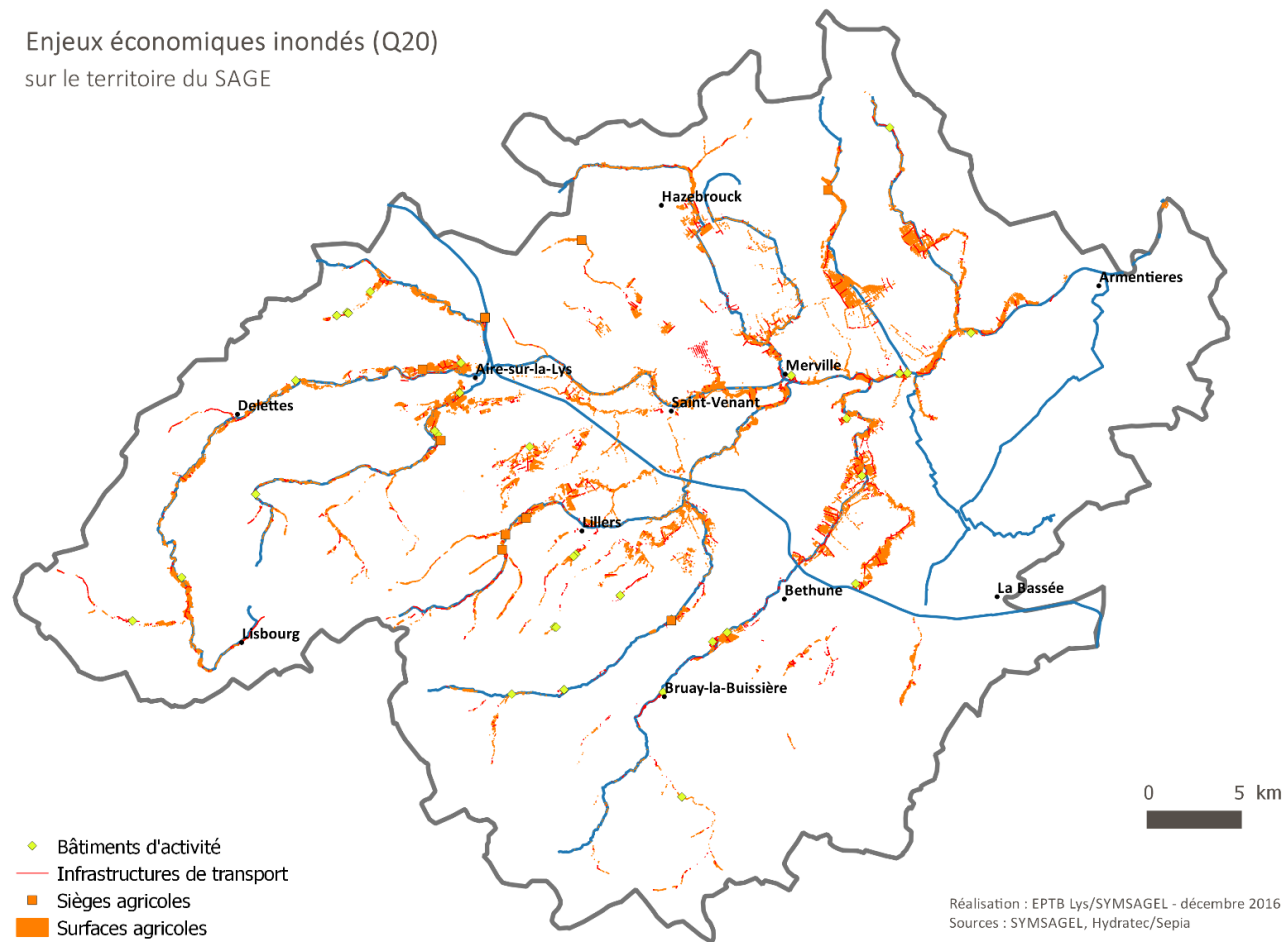 Enjeux économiques inondés (Q20)
sur le territoire du SAGE
Hazebrouck
Armentieres
Aire-sur-la-Lys
Merville
Delettes
Saint-Venant
Lillers
Bethune
La Bassée
Lisbourg
Bruay-la-Buissière
0 5 km
Bâtiments d'activité
Infrastructures de transport
Sièges agricoles
Surfaces agricoles
Réalisation : EPTB Lys/SYMSAGEL - décembre 2016
Sources : SYMSAGEL, Hydratec/Sepia